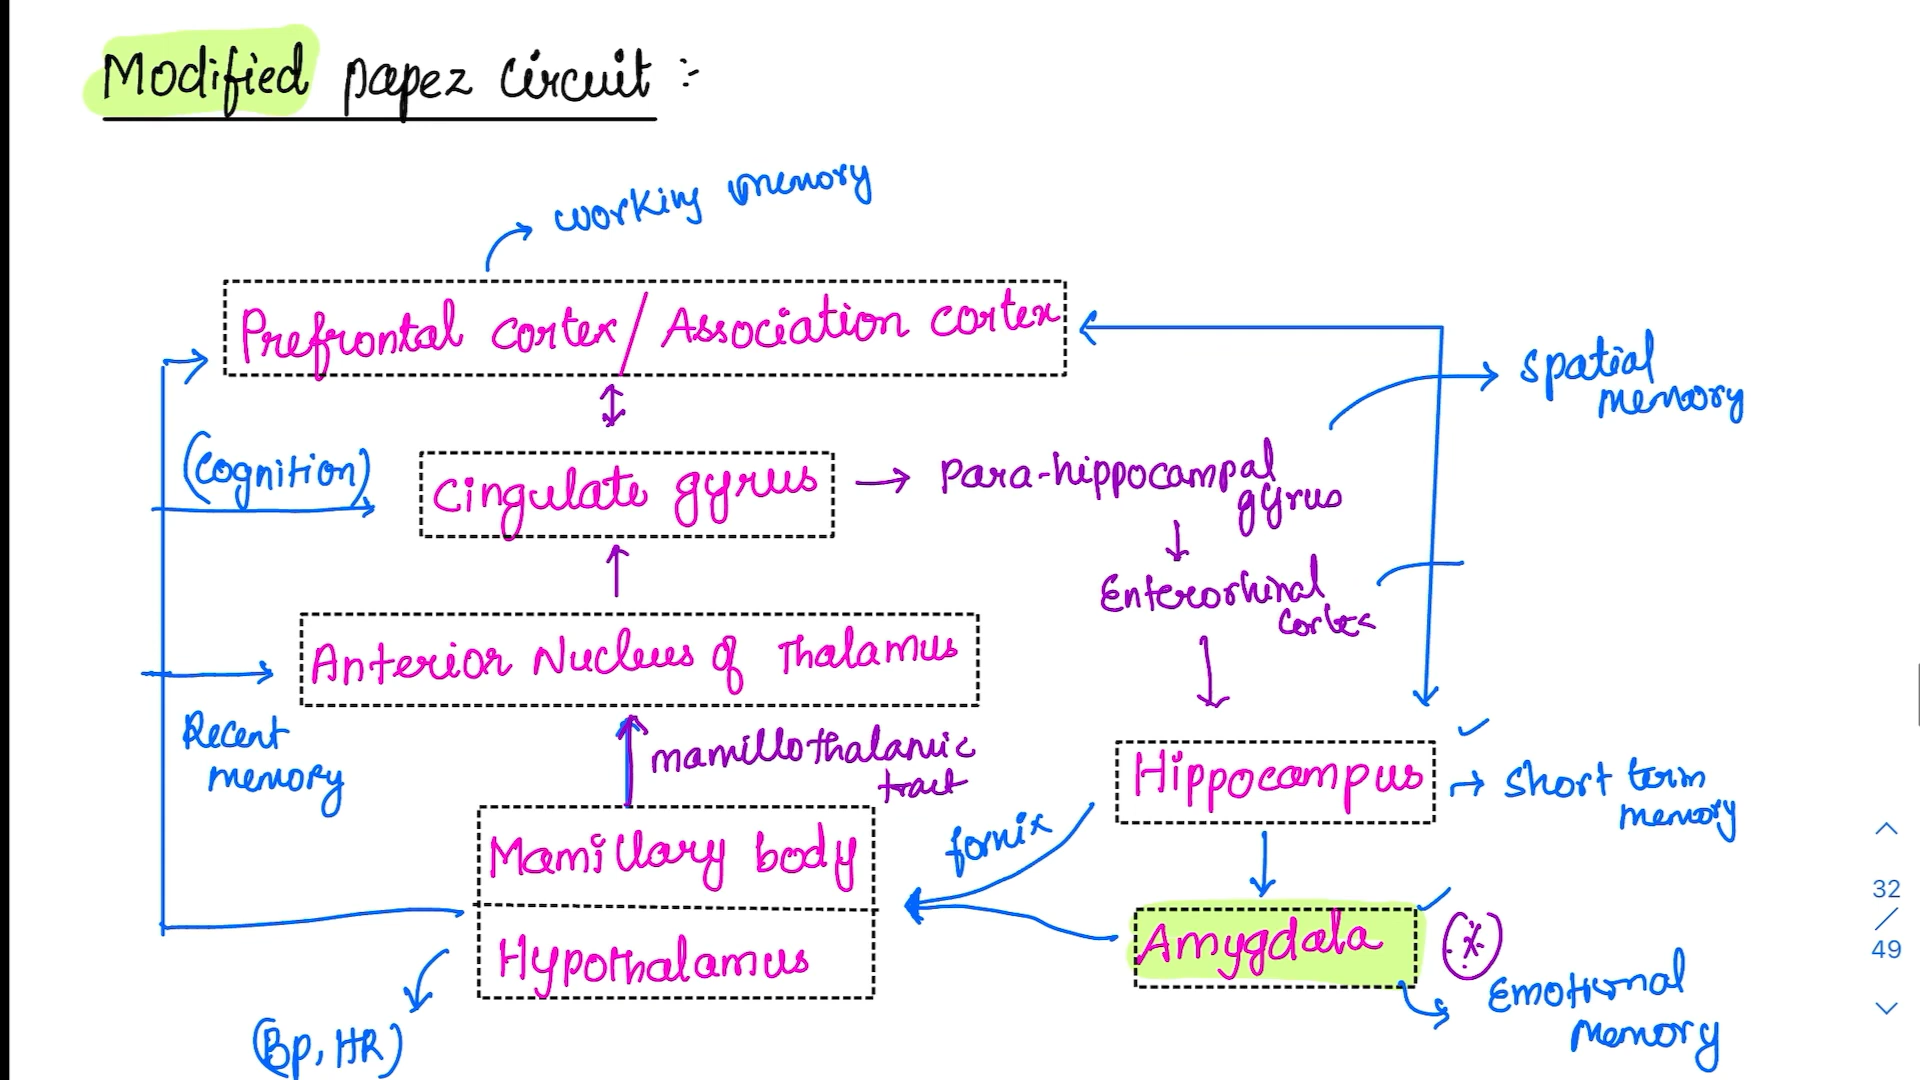 Modified papez circuit :-
working memory
Prefrontal cortex / Association cortex
spatial
memory
(cognition)
cingulate gyrus
Para-hippocampal
gyrus
Enterorhinal
cortex
Anterior Nucleus of Thalamus
Recent
memory
mamillothalamic
tract
Hippocampus
short term
memory
Mamillary body
fornix
Hypothalamus
Amygdala
(*)
Emotional
memory
(Bp, HR)
32
/
49